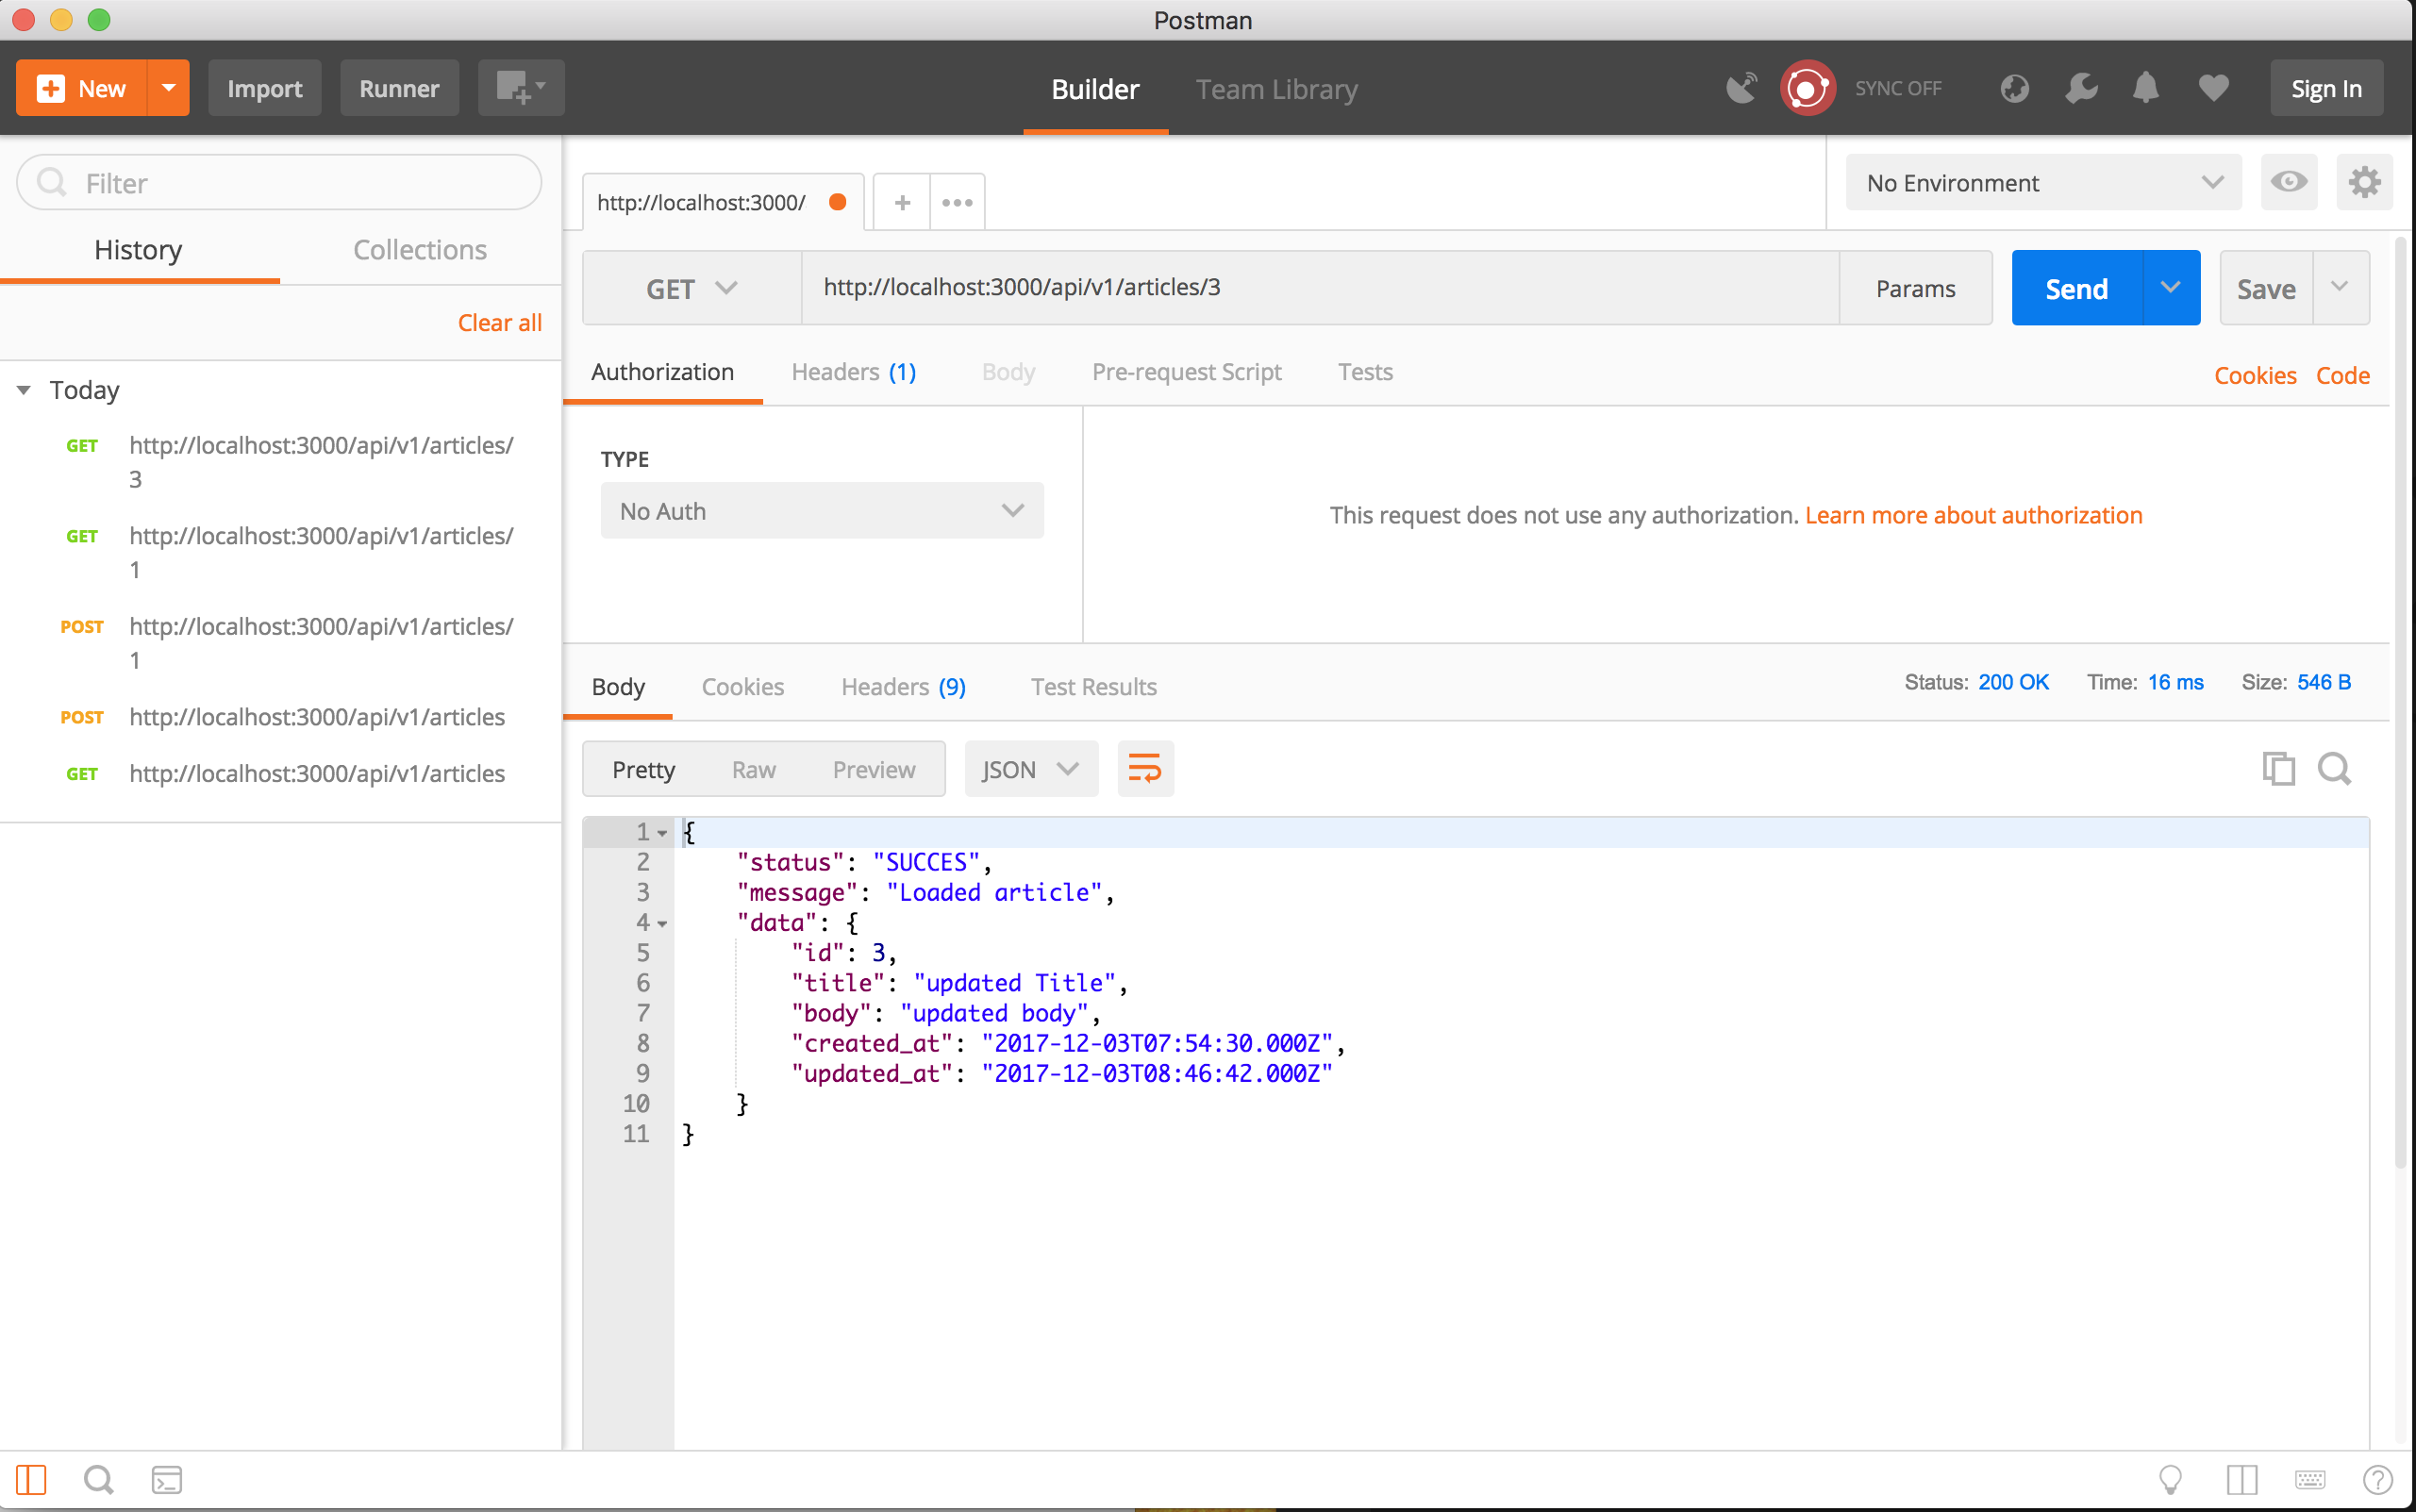 Postman
New
Import
Runner
Builder
Team Library
SYNC OFF
Sign In
Filter
History
Collections
Clear all
Today
GET http://localhost:3000/api/v1/articles/
3
GET http://localhost:3000/api/v1/articles/
1
POST http://localhost:3000/api/v1/articles/
1
POST http://localhost:3000/api/v1/articles
GET http://localhost:3000/api/v1/articles
http://localhost:3000/
No Environment
GET
http://localhost:3000/api/v1/articles/3
Params
Send
Save
Authorization
Headers (1)
Body
Pre-request Script
Tests
Cookies
Code
TYPE
No Auth
This request does not use any authorization. Learn more about authorization
Body
Cookies
Headers (9)
Test Results
Status: 200 OK
Time: 16 ms
Size: 546 B
Pretty
Raw
Preview
JSON
1 {
2 "status": "SUCCES",
3 "message": "Loaded article",
4 "data": {
5 "id": 3,
6 "title": "updated Title",
7 "body": "updated body",
8 "created_at": "2017-12-03T07:54:30.000Z",
9 "updated_at": "2017-12-03T08:46:42.000Z"
10 }
11 }